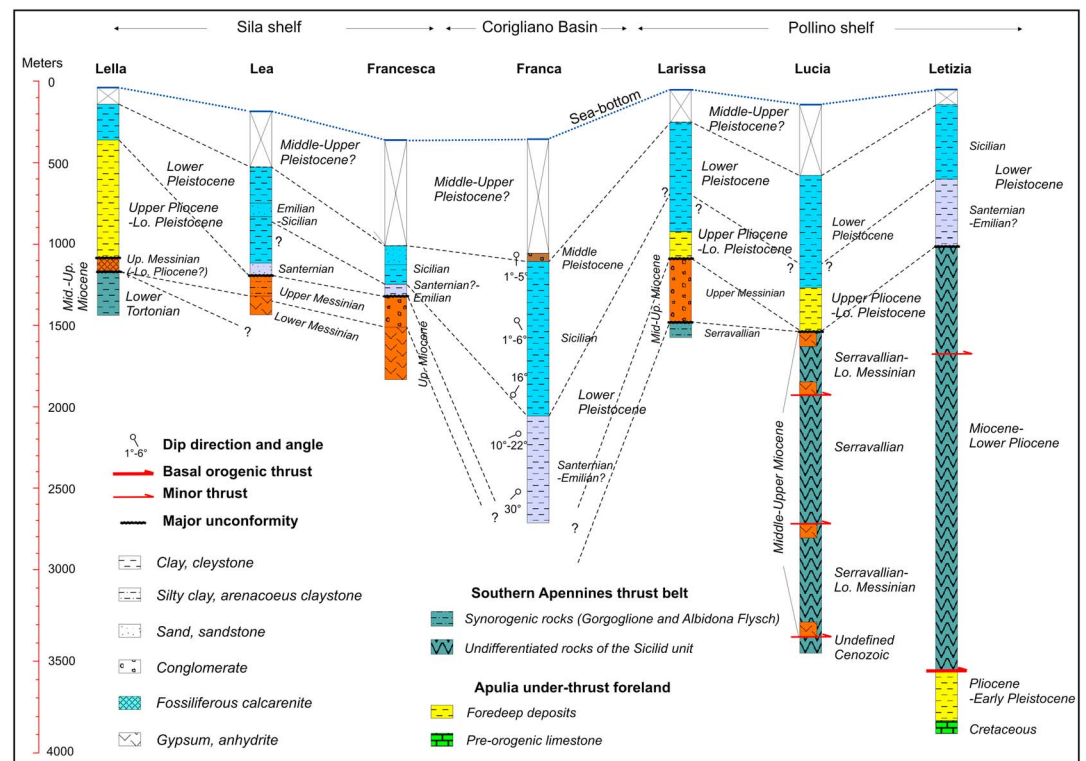 Sila shelf
Corigliano Basin
Pollino shelf
Meters
Lella
Lea
Francesca
Franca
Larissa
Lucia
Letizia
0
500
1000
1500
2000
2500
3000
3500
4000
Sea-bottom
Mid.-Up.
Miocene
Lower
Pleistocene
Upper Pliocene
-Lo. Pleistocene
Up. Messinian
(-Lo. Pliocene?)
Lower
Tortonian
?
Middle-Upper
Pleistocene?
Emilian
-Sicilian
?
Santernian
Upper Messinian
Lower Messinian
Sicilian
Santernian?-
Emilian
Up. Miocene
Middle-Upper
Pleistocene?
Middle
Pleistocene
1°-5°
1°-6°
16°
10°-22°
30°
Sicilian
Lower
Pleistocene
Santernian
-Emilian?
?
?
Middle-Upper
Pleistocene?
Lower
Pleistocene
?
?
Upper Pliocene
-Lo. Pleistocene
Mid-Up. Miocene
Upper Messinian
Serravallian
?
?
Lower
Pleistocene
Upper Pliocene
-Lo. Pleistocene
Serravallian-
Lo. Messinian
Serravallian
Middle-Upper Miocene
Serravallian-
Lo. Messinian
Undefined
Cenozoic
Sicilian
Lower
Pleistocene
Santernian
-Emilian?
Miocene-
Lower Pliocene
Pliocene
-Early Pleistocene
Cretaceous
1°-6°
Dip direction and angle
Basal orogenic thrust
Minor thrust
Major unconformity
Clay, cleystone
Silty clay, arenacoeus claystone
Sand, sandstone
Conglomerate
Fossiliferous calcarenite
Gypsum, anhydrite
Southern Apennines thrust belt
Synorogenic rocks (Gorgoglione and Albidona Flysch)
Undifferentiated rocks of the Sicilid unit
Apulia under-thrust foreland
Foredeep deposits
Pre-orogenic limestone